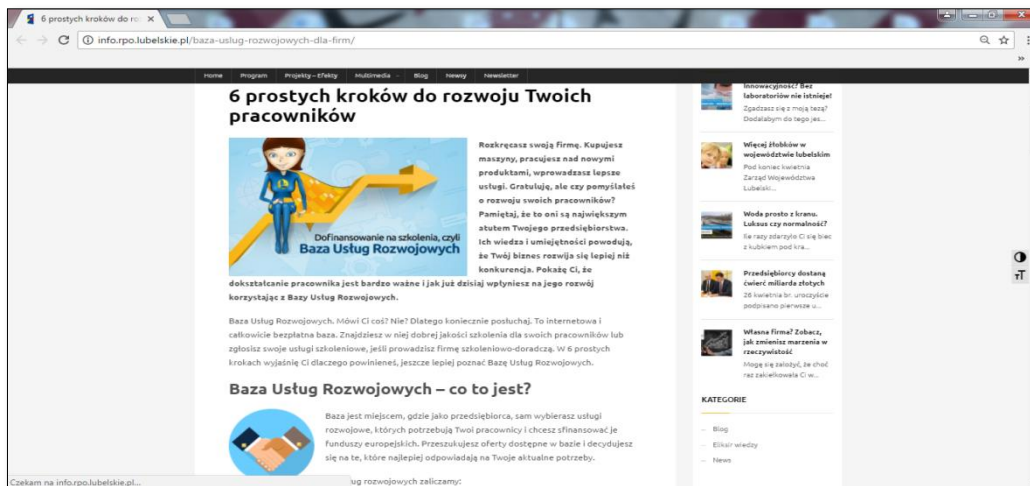 6 prostych kroków do ro
info.rpo.lubelskie.pl/baza-uslug-rozwojowych-dla-firm/
Home Program Projekty – Efekty Multimedia Blog Newsy Newsletter
6 prostych kroków do rozwoju Twoich
pracowników
Dofinansowanie na szkolenia, czyli
Baza Usług Rozwojowych
Rozkręcasz swoją firmę. Kupujesz
maszyny, pracujesz nad nowymi
produktami, wprowadzasz lepsze
usługi. Gratuluję, ale czy pomyślałeś
o rozwoju swoich pracowników?
Pamiętaj, że to oni są największym
atutem Twojego przedsiębiorstwa.
Ich wiedza i umiejętności powodują,
że Twój biznes rozwija się lepiej niż
konkurencja. Pokażę Ci, że
dokształcanie pracownika jest bardzo ważne i jak już dzisiaj wpłyniesz na jego rozwój
korzystając z Bazy Usług Rozwojowych.
Baza Usług Rozwojowych. Mówi Ci coś? Nie? Dlatego koniecznie posłuchaj. To internetowa i
całkowicie bezpłatna baza. Znajdziesz w niej dobrej jakości szkolenia dla swoich pracowników lub
zgłosisz swoje usługi szkoleniowe, jeśli prowadzisz firmę szkoleniowo-doradczą. W 6 prostych
krokach wyjaśnię Ci dlaczego powinieneś, jeszcze lepiej poznać Bazę Usług Rozwojowych.
Baza Usług Rozwojowych – co to jest?
Baza jest miejscem, gdzie jako przedsiębiorca, sam wybierasz usługi
rozwojowe, których potrzebują Twoi pracownicy i chcesz sfinansować je
funduszy europejskich. Przeszukujesz oferty dostępne w bazie i decydujesz
się na te, które najlepiej odpowiadają na Twoje aktualne potrzeby.
ług rozwojowych zaliczamy:
Czekam na info.rpo.lubelskie.pl...
Innowacyjność? Bez
laboratoriów nie istnieje!
Zgadzasz się z moją tezą?
Dodałabym do tego jes...
Więcej żłobków w
województwie lubelskim
Pod koniec kwietnia
Zarząd Województwa
Lubelski...
Woda prosto z kranu.
Luksus czy normalność?
Ile razy zdarzyło Ci się biec
z kubkiem pod kra...
Przedsiębiorcy dostaną
ćwierć miliarda złotych
26 kwietnia br. uroczyście
podpisano pierwsze u...
Własna firma? Zobacz,
jak zmienisz marzenia w
rzeczywistość
Mogę się założyć, że choć
raz zakiełkowała Ci w...
KATEGORIE
– Blog
– Eliksir wiedzy
– News